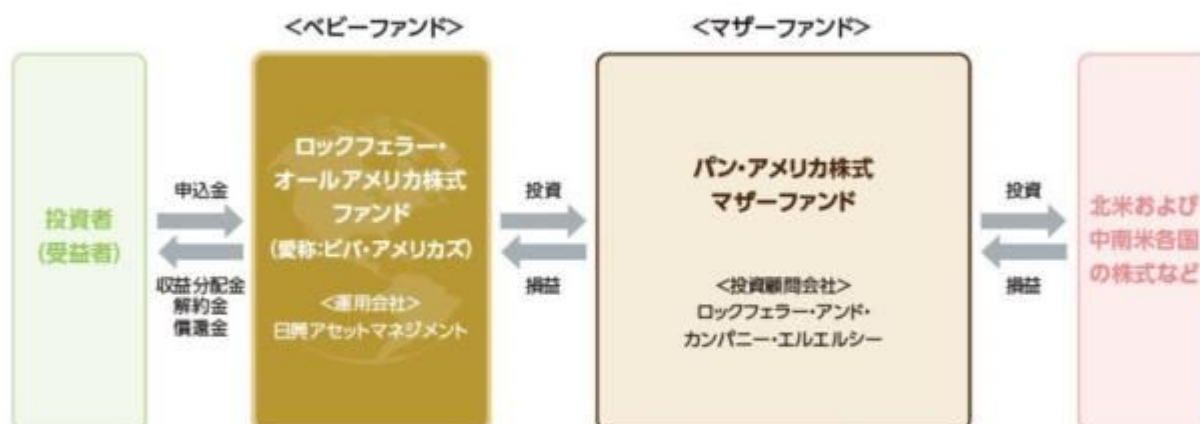 <ベビーファンド>
<マザーファンド>
投資者
(受益者)
申込金
収益分配金
解約金
償還金
ロックフェラー・
オールアメリカ株式
ファンド
(愛称:ビバ・アメリカズ)
<運用会社>
日興アセットマネジメント
投資
損益
パン・アメリカ株式
マザーファンド
<投資顧問会社>
ロックフェラー・アンド・
カンパニー・エルエルシー
投資
損益
北米および
中南米各国
の株式など